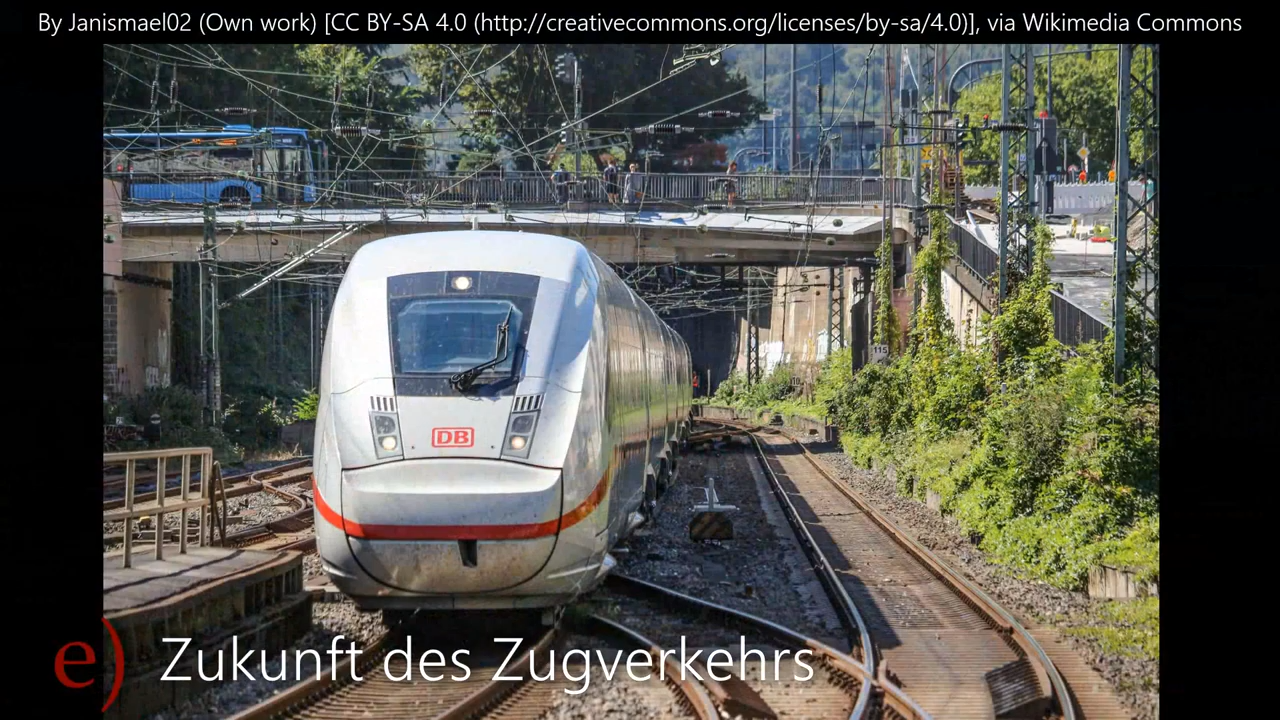 By Janismael02 (Own work) [CC BY-SA 4.0 (http://creativecommons.org/licenses/by-sa/4.0)], via Wikimedia Commons
115
DB
e) Zukunft des Zugverkehrs